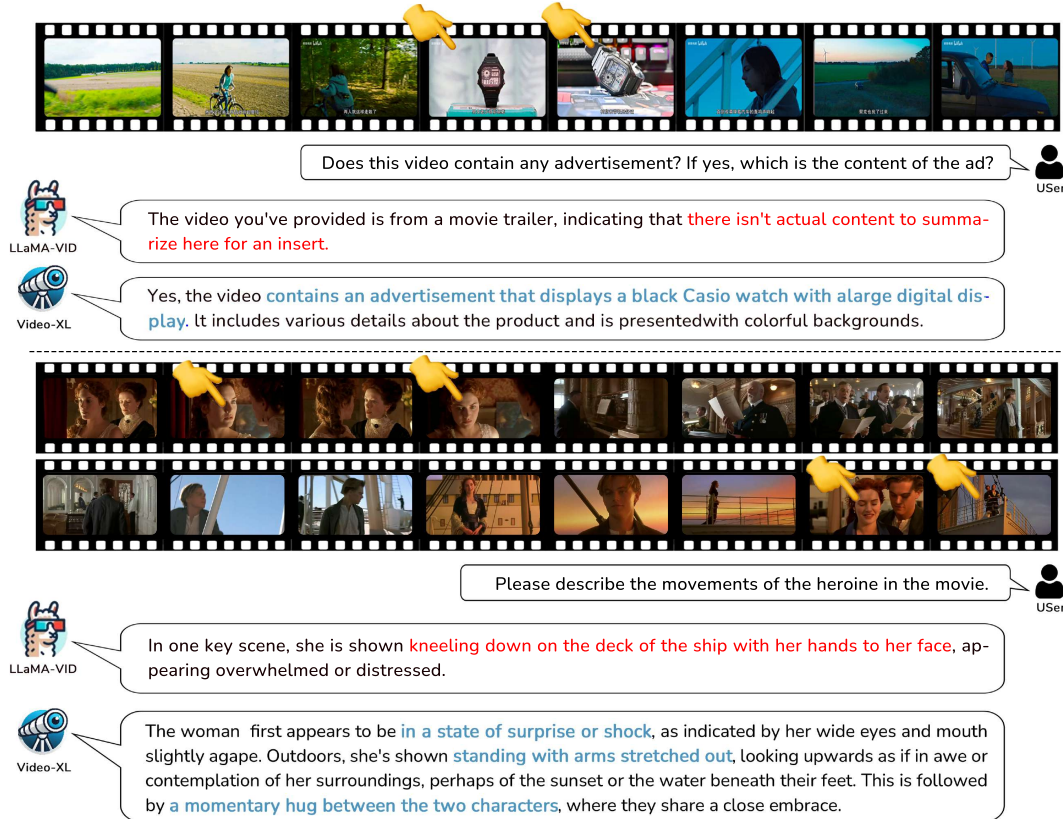 Does this video contain any advertisement? If yes, which is the content of the ad?
USer
The video you've provided is from a movie trailer, indicating that there isn't actual content to summa-
rize here for an insert.
LLaMA-VID
Yes, the video contains an advertisement that displays a black Casio watch with alarge digital dis-
play. It includes various details about the product and is presentedwith colorful backgrounds.
Video-XL
Please describe the movements of the heroine in the movie.
USer
In one key scene, she is shown kneeling down on the deck of the ship with her hands to her face, ap-
pearing overwhelmed or distressed.
LLaMA-VID
The woman first appears to be in a state of surprise or shock, as indicated by her wide eyes and mouth
slightly agape. Outdoors, she's shown standing with arms stretched out, looking upwards as if in awe or
contemplation of her surroundings, perhaps of the sunset or the water beneath their feet. This is followed
by a momentary hug between the two characters, where they share a close embrace.
Video-XL